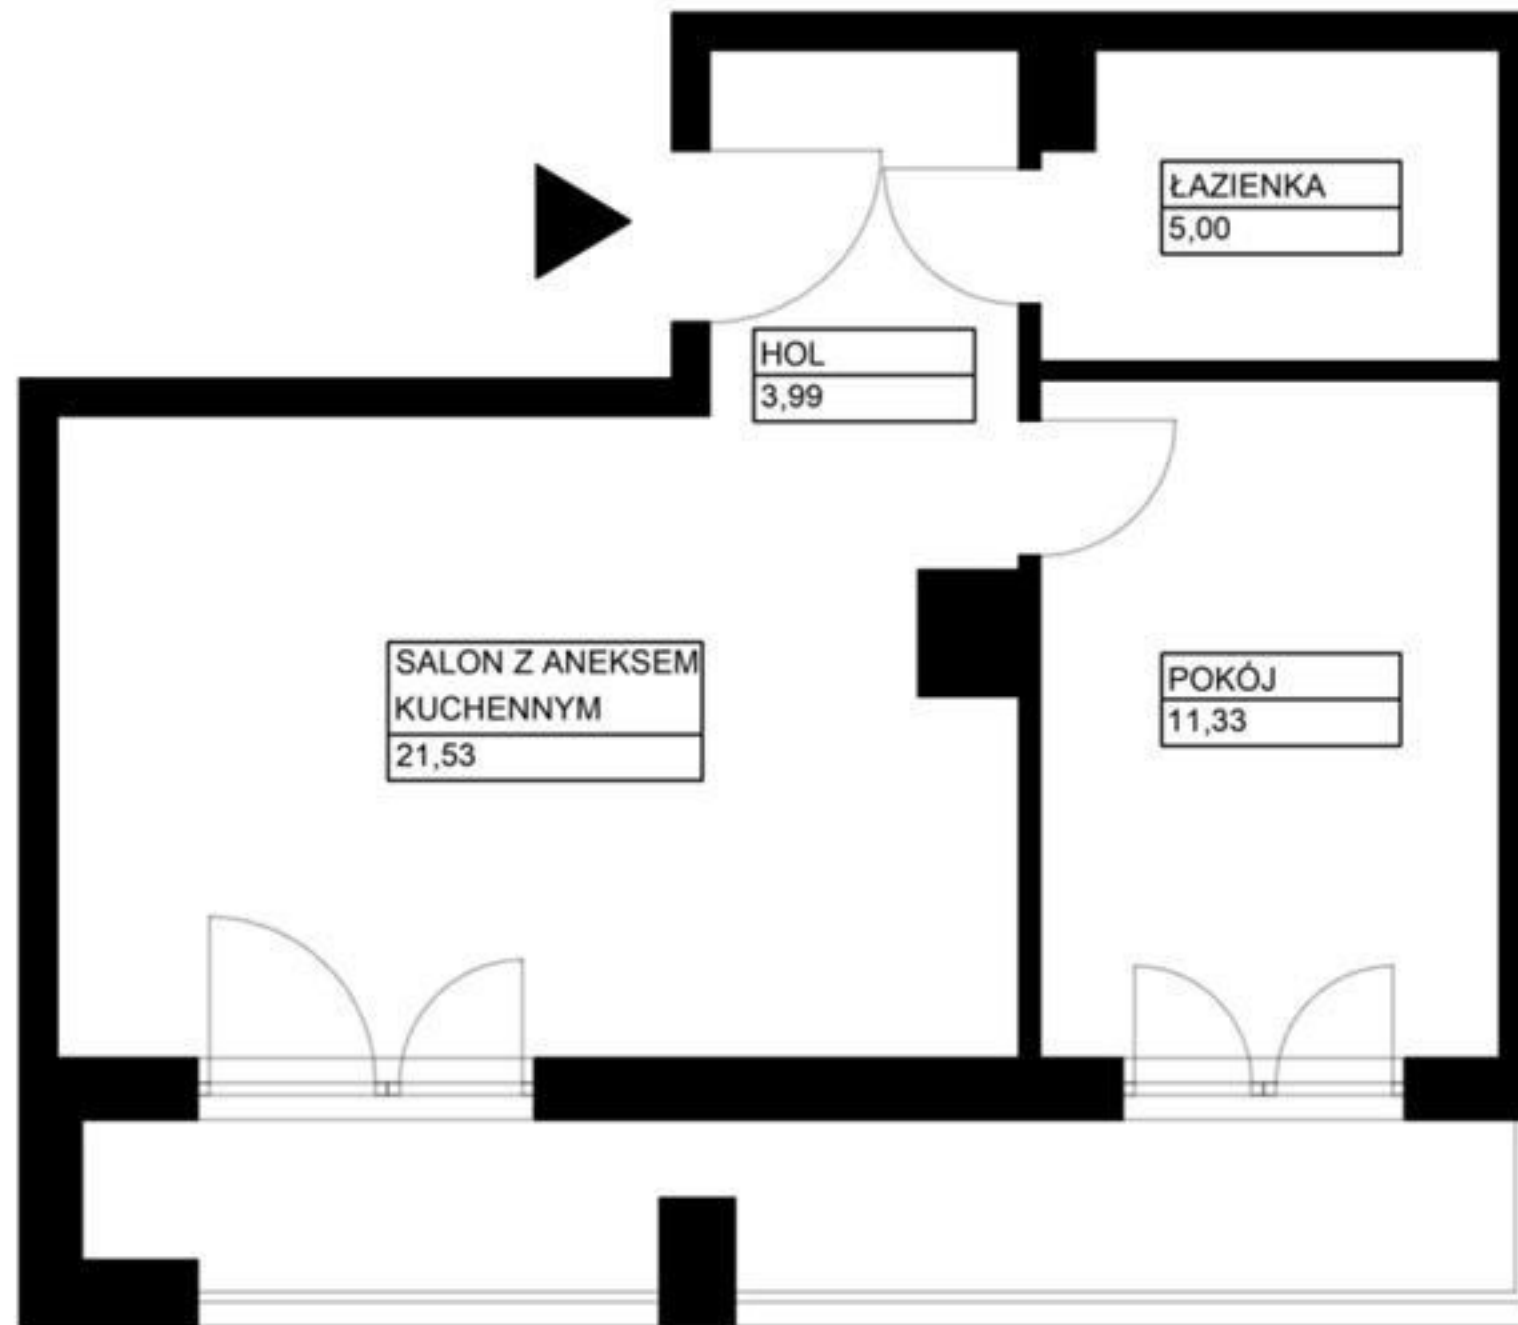 ŁAZIENKA
5,00
HOL
3,99
SALON Z ANEKSEM
KUCHENNYM
21,53
POKÓJ
11,33